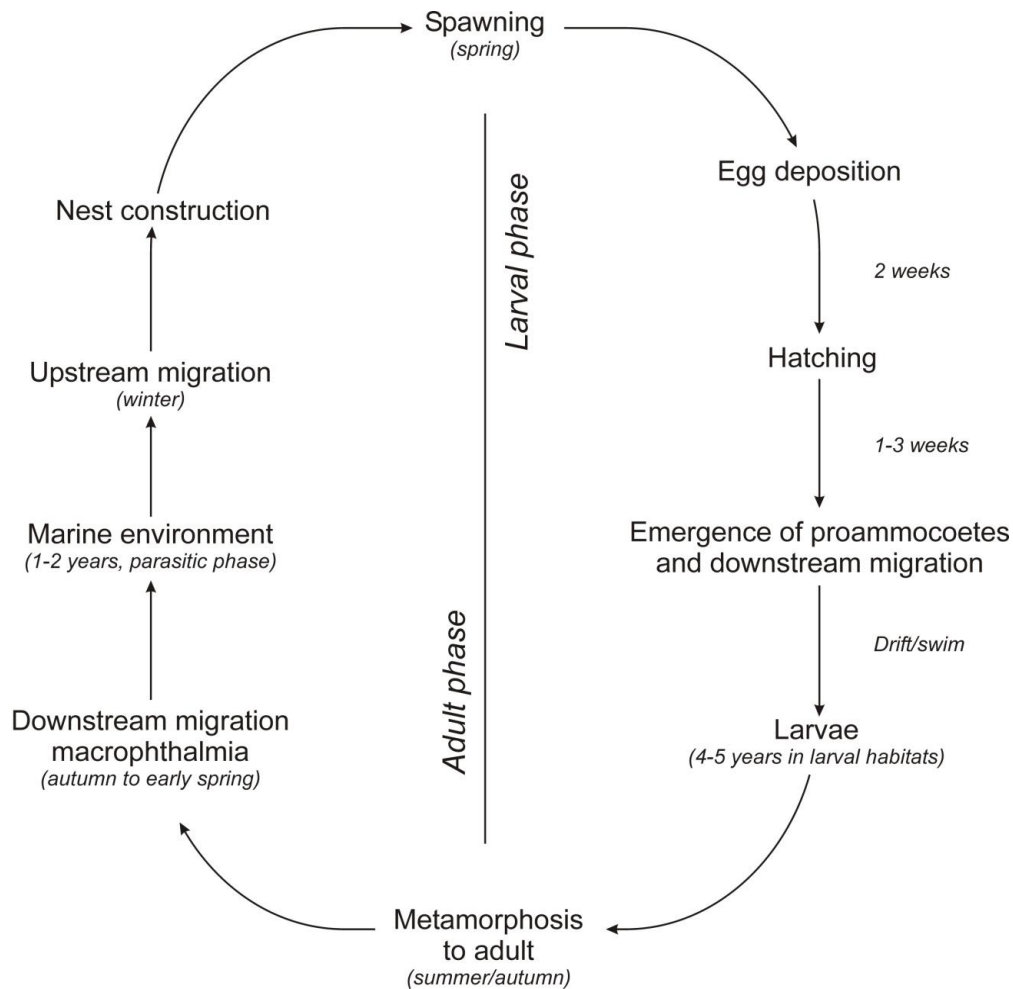 Spawning
(spring)
Egg deposition
2 weeks
Hatching
1-3 weeks
Emergence of proammocoetes
and downstream migration
Drift/swim
Larvae
(4-5 years in larval habitats)
Metamorphosis
to adult
(summer/autumn)
Downstream migration
macrophthalmia
(autumn to early spring)
Marine environment
(1-2 years, parasitic phase)
Upstream migration
(winter)
Nest construction
Larval phase
Adult phase